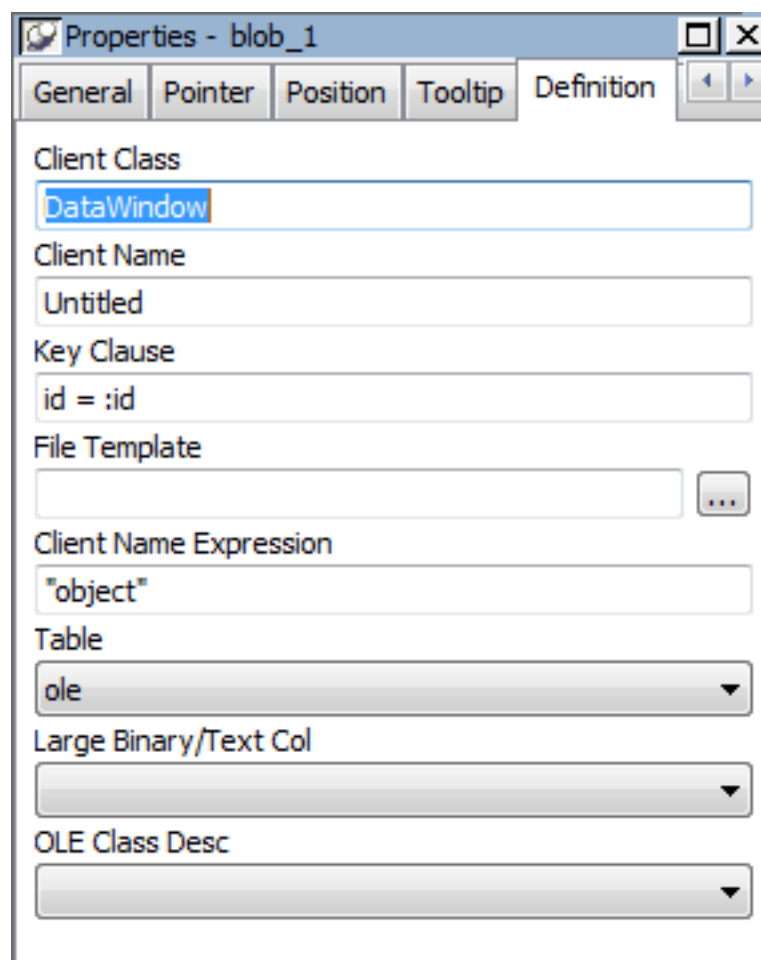 Properties - blob_1
General Pointer Position Tooltip Definition
Client Class
DataWindow
Client Name
Untitled
Key Clause
id = :id
File Template
...
Client Name Expression
"object"
Table
ole
Large Binary/Text Col
OLE Class Desc